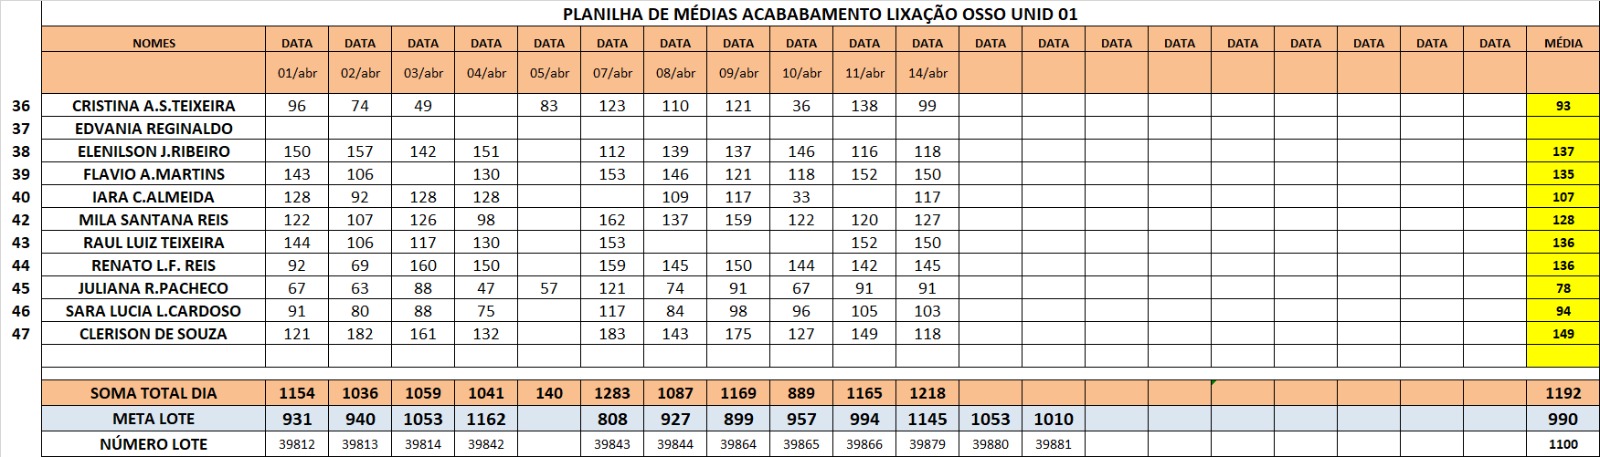 PLANILHA DE MÉDIAS ACABABAMENTO LIXAÇÃO OSSO UNID 01
NOMES DATA DATA DATA DATA DATA DATA DATA DATA DATA DATA DATA DATA DATA DATA DATA DATA DATA DATA DATA DATA MÉDIA
01/abr 02/abr 03/abr 04/abr 05/abr 07/abr 08/abr 09/abr 10/abr 11/abr 14/abr
36 CRISTINA A.S.TEIXEIRA 96 74 49 83 123 110 121 36 138 99 93
37 EDVANIA REGINALDO
38 ELENILSON J.RIBEIRO 150 157 142 151 112 139 137 146 116 118 137
39 FLAVIO A.MARTINS 143 106 130 153 146 121 118 152 150 135
40 IARA C.ALMEIDA 128 92 128 128 109 117 33 117 107
42 MILA SANTANA REIS 122 107 126 98 162 137 159 122 120 127 128
43 RAUL LUIZ TEIXEIRA 144 106 117 130 153 152 150 136
44 RENATO L.F. REIS 92 69 160 150 159 145 150 144 142 145 136
45 JULIANA R.PACHECO 67 63 88 47 57 121 74 91 67 91 91 78
46 SARA LUCIA L.CARDOSO 91 80 88 75 117 84 98 96 105 103 94
47 CLERISON DE SOUZA 121 182 161 132 183 143 175 127 149 118 149
SOMA TOTAL DIA 1154 1036 1059 1041 140 1283 1087 1169 889 1165 1218 1192
META LOTE 931 940 1053 1162 808 927 899 957 994 1145 1053 1010 990
NÚMERO LOTE 39812 39813 39814 39842 39843 39844 39864 39865 39866 39879 39880 39881 1100